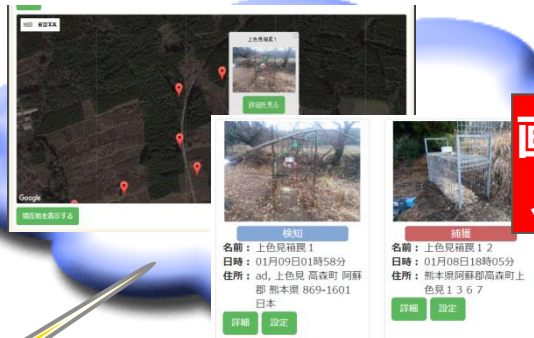 地図 航空写真
上色見箱罠１
詳細を見る
Google
現在地を表示する
検知
名前： 上色見箱罠１
日時： 01月09日01時58分
住所： ad, 上色見 高森町 阿蘇
郡 熊本県 869-1601
日本
詳細 設定
捕獲
名前： 上色見箱罠１２
日時： 01月08日18時05分
住所： 熊本県阿蘇郡高森町上
色見１３６７
詳細 設定